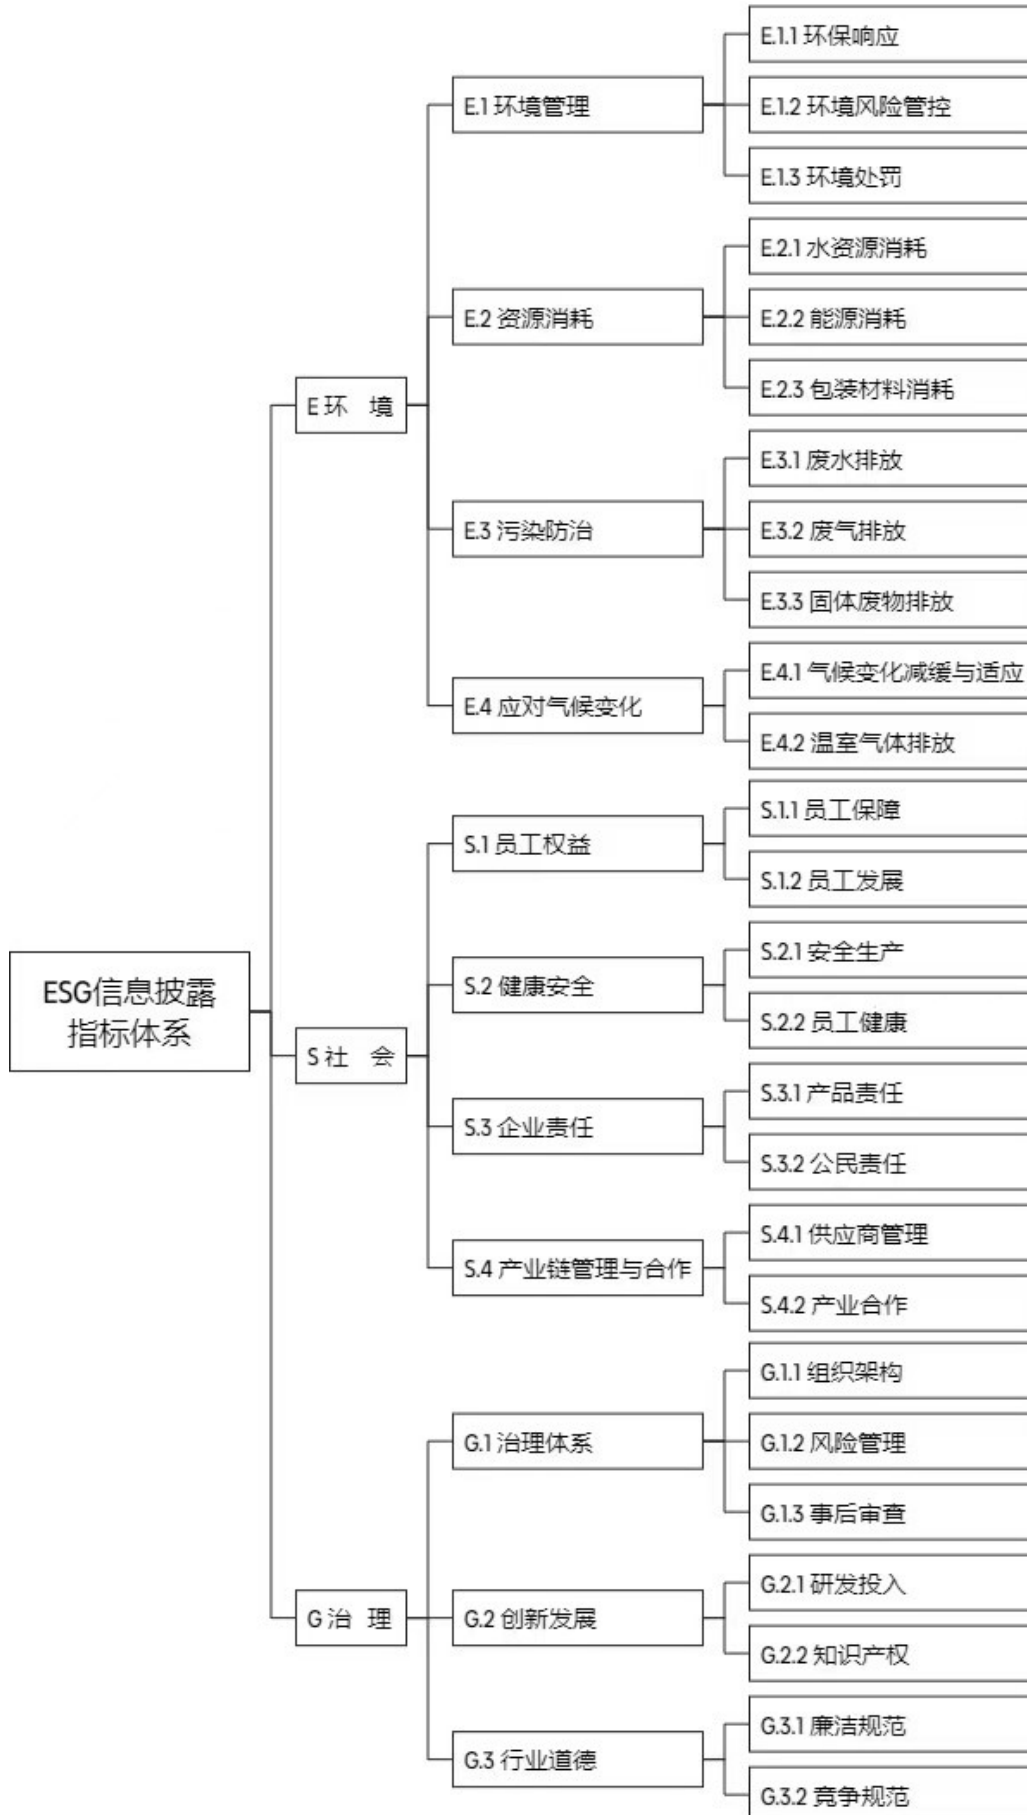 ESG信息披露
指标体系
E 环 境
E.1 环境管理
E.1.1 环保响应
E.1.2 环境风险管控
E.1.3 环境处罚
E.2 资源消耗
E.2.1 水资源消耗
E.2.2 能源消耗
E.2.3 包装材料消耗
E.3 污染防治
E.3.1 废水排放
E.3.2 废气排放
E.3.3 固体废物排放
E.4 应对气候变化
E.4.1 气候变化减缓与适应
E.4.2 温室气体排放
S 社 会
S.1 员工权益
S.1.1 员工保障
S.1.2 员工发展
S.2 健康安全
S.2.1 安全生产
S.2.2 员工健康
S.3 企业责任
S.3.1 产品责任
S.3.2 公民责任
S.4 产业链管理与合作
S.4.1 供应商管理
S.4.2 产业合作
G 治 理
G.1 治理体系
G.1.1 组织架构
G.1.2 风险管理
G.1.3 事后审查
G.2 创新发展
G.2.1 研发投入
G.2.2 知识产权
G.3 行业道德
G.3.1 廉洁规范
G.3.2 竞争规范